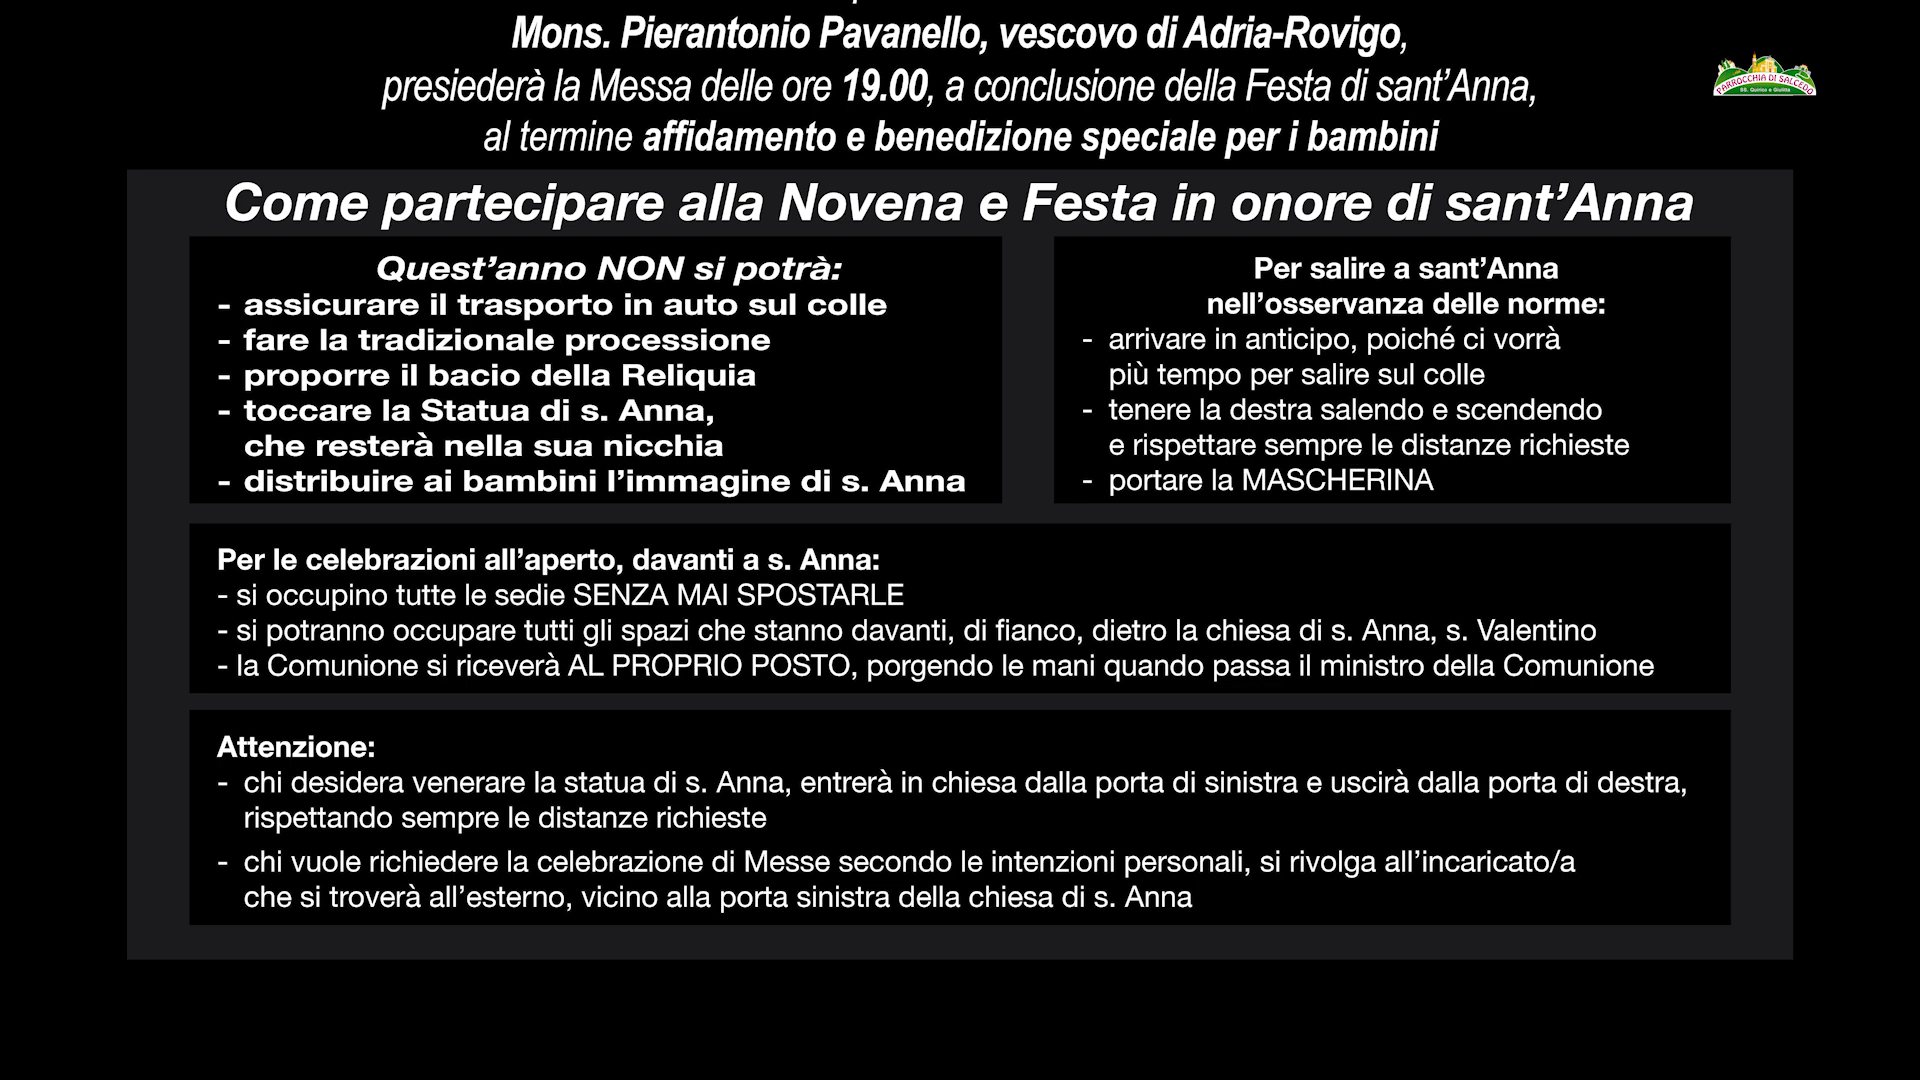 Mons. Pierantonio Pavanello, vescovo di Adria-Rovigo,
presiederà la Messa delle ore 19.00, a conclusione della Festa di sant’Anna,
al termine affidamento e benedizione speciale per i bambini
PARROCCHIA DI SALCEDO
SS. Quirico e Giulitta
Come partecipare alla Novena e Festa in onore di sant’Anna
Quest’anno NON si potrà:
- assicurare il trasporto in auto sul colle
- fare la tradizionale processione
- proporre il bacio della Reliquia
- toccare la Statua di s. Anna,
che resterà nella sua nicchia
- distribuire ai bambini l’immagine di s. Anna
Per salire a sant’Anna
nell’osservanza delle norme:
- arrivare in anticipo, poiché ci vorrà
più tempo per salire sul colle
- tenere la destra salendo e scendendo
e rispettare sempre le distanze richieste
- portare la MASCHERINA
Per le celebrazioni all’aperto, davanti a s. Anna:
- si occupino tutte le sedie SENZA MAI SPOSTARLE
- si potranno occupare tutti gli spazi che stanno davanti, di fianco, dietro la chiesa di s. Anna, s. Valentino
- la Comunione si riceverà AL PROPRIO POSTO, porgendo le mani quando passa il ministro della Comunione
Attenzione:
- chi desidera venerare la statua di s. Anna, entrerà in chiesa dalla porta di sinistra e uscirà dalla porta di destra,
rispettando sempre le distanze richieste
- chi vuole richiedere la celebrazione di Messe secondo le intenzioni personali, si rivolga all’incaricato/a
che si troverà all’esterno, vicino alla porta sinistra della chiesa di s. Anna